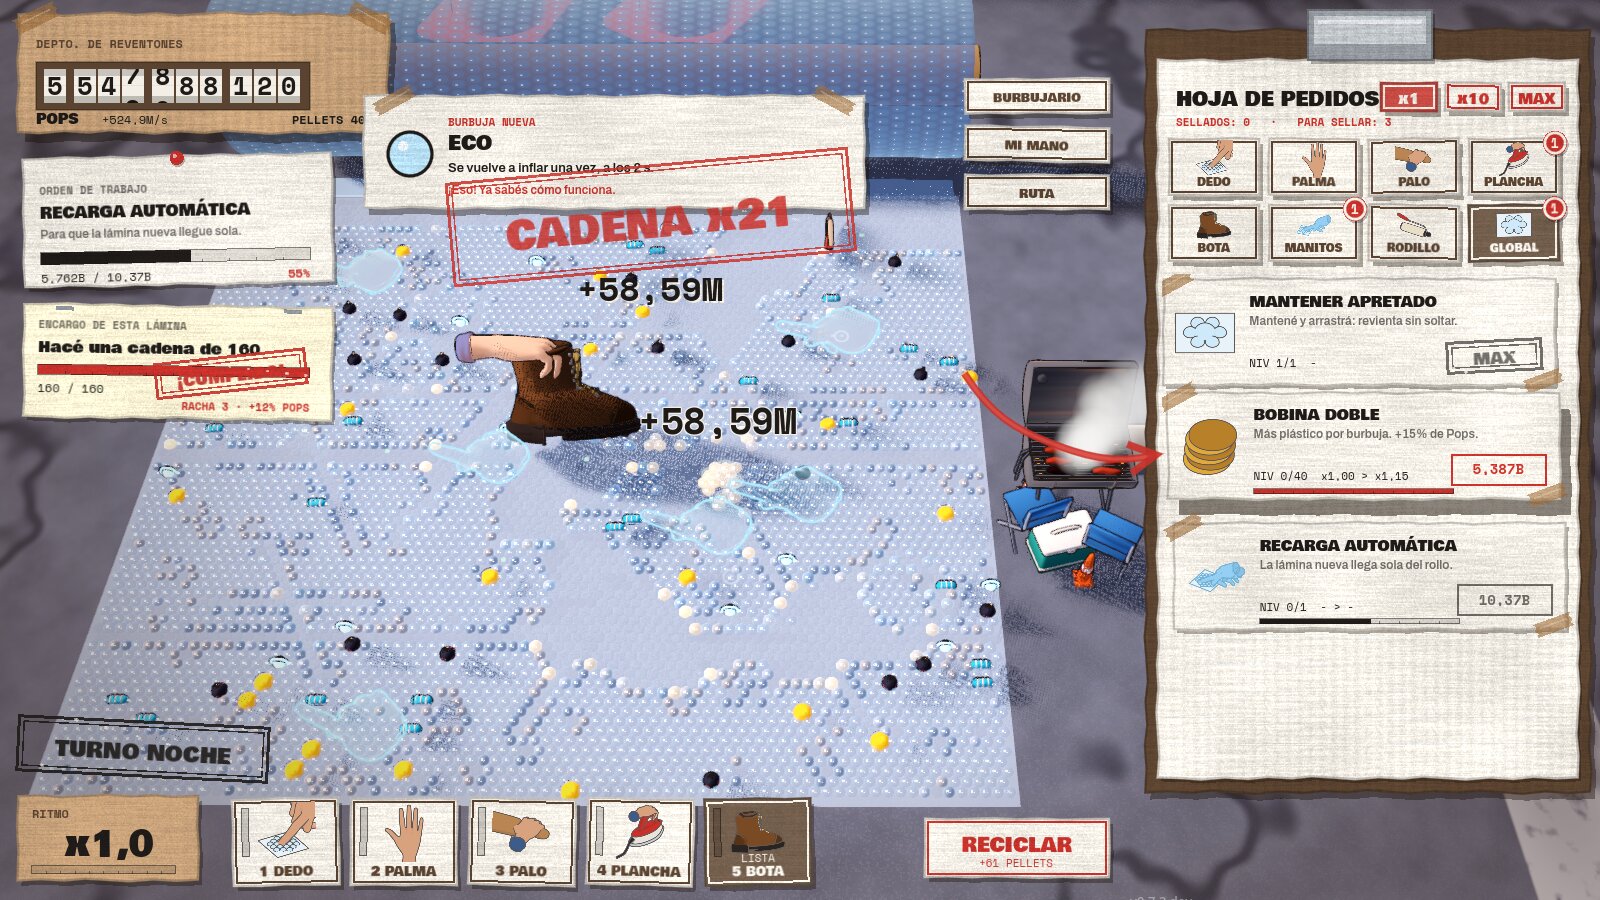 DEPTO. DE REVENTONES
POPS +524,9M/s PELLETS 40
ORDEN DE TRABAJO
RECARGA AUTOMÁTICA
Para que la lámina nueva llegue sola.
5,762B / 10,37B 55%
ENCARGO DE ESTA LÁMINA
Hacé una cadena de 160
160 / 160
RACHA 3 · +12% POPS
BURBUJA NUEVA
ECO
Se vuelve a inflar una vez, a los 2 s.
¡Eso! Ya sabés cómo funciona.
CADENA x21
+58,59M
+58,59M
BURBUJARIO
MI MANO
RUTA
HOJA DE PEDIDOS x1 x10 MAX
SELLADOS: 0 · PARA SELLAR: 3
DEDO PALMA PALO PLANCHA 1
BOTA MANITOS 1 RODILLO GLOBAL 1
MANTENER APRETADO
Mantené y arrastrá: revienta sin soltar.
NIV 1/1 - MAX
BOBINA DOBLE
Más plástico por burbuja. +15% de Pops.
NIV 0/40 x1,00 > x1,15 5,387B
RECARGA AUTOMÁTICA
La lámina nueva llega sola del rollo.
NIV 0/1 - > - 10,37B
TURNO NOCHE
RITMO
x1,0
1 DEDO
2 PALMA
3 PALO
4 PLANCHA
LISTA
5 BOTA
RECICLAR
+61 PELLETS